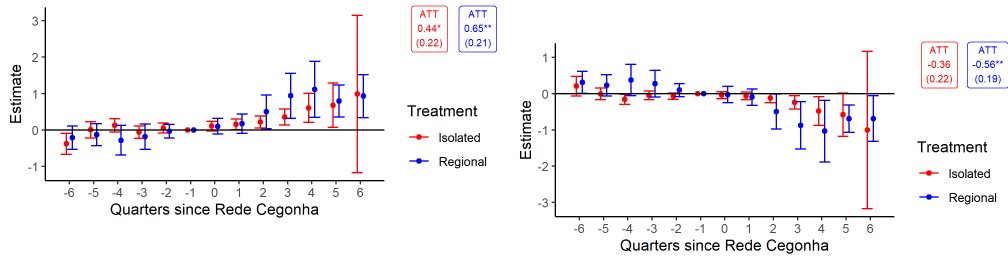 ATT
0.44*
(0.22)
ATT
0.65**
(0.21)
3
2
1
0
-1
Estimate
-6 -5 -4 -3 -2 -1 0 1 2 3 4 5 6
Quarters since Rede Cegonha
Treatment
Isolated
Regional
ATT
-0.36
(0.22)
ATT
-0.56**
(0.19)
1
0
-1
-2
-3
Estimate
-6 -5 -4 -3 -2 -1 0 1 2 3 4 5 6
Quarters since Rede Cegonha
Treatment
Isolated
Regional